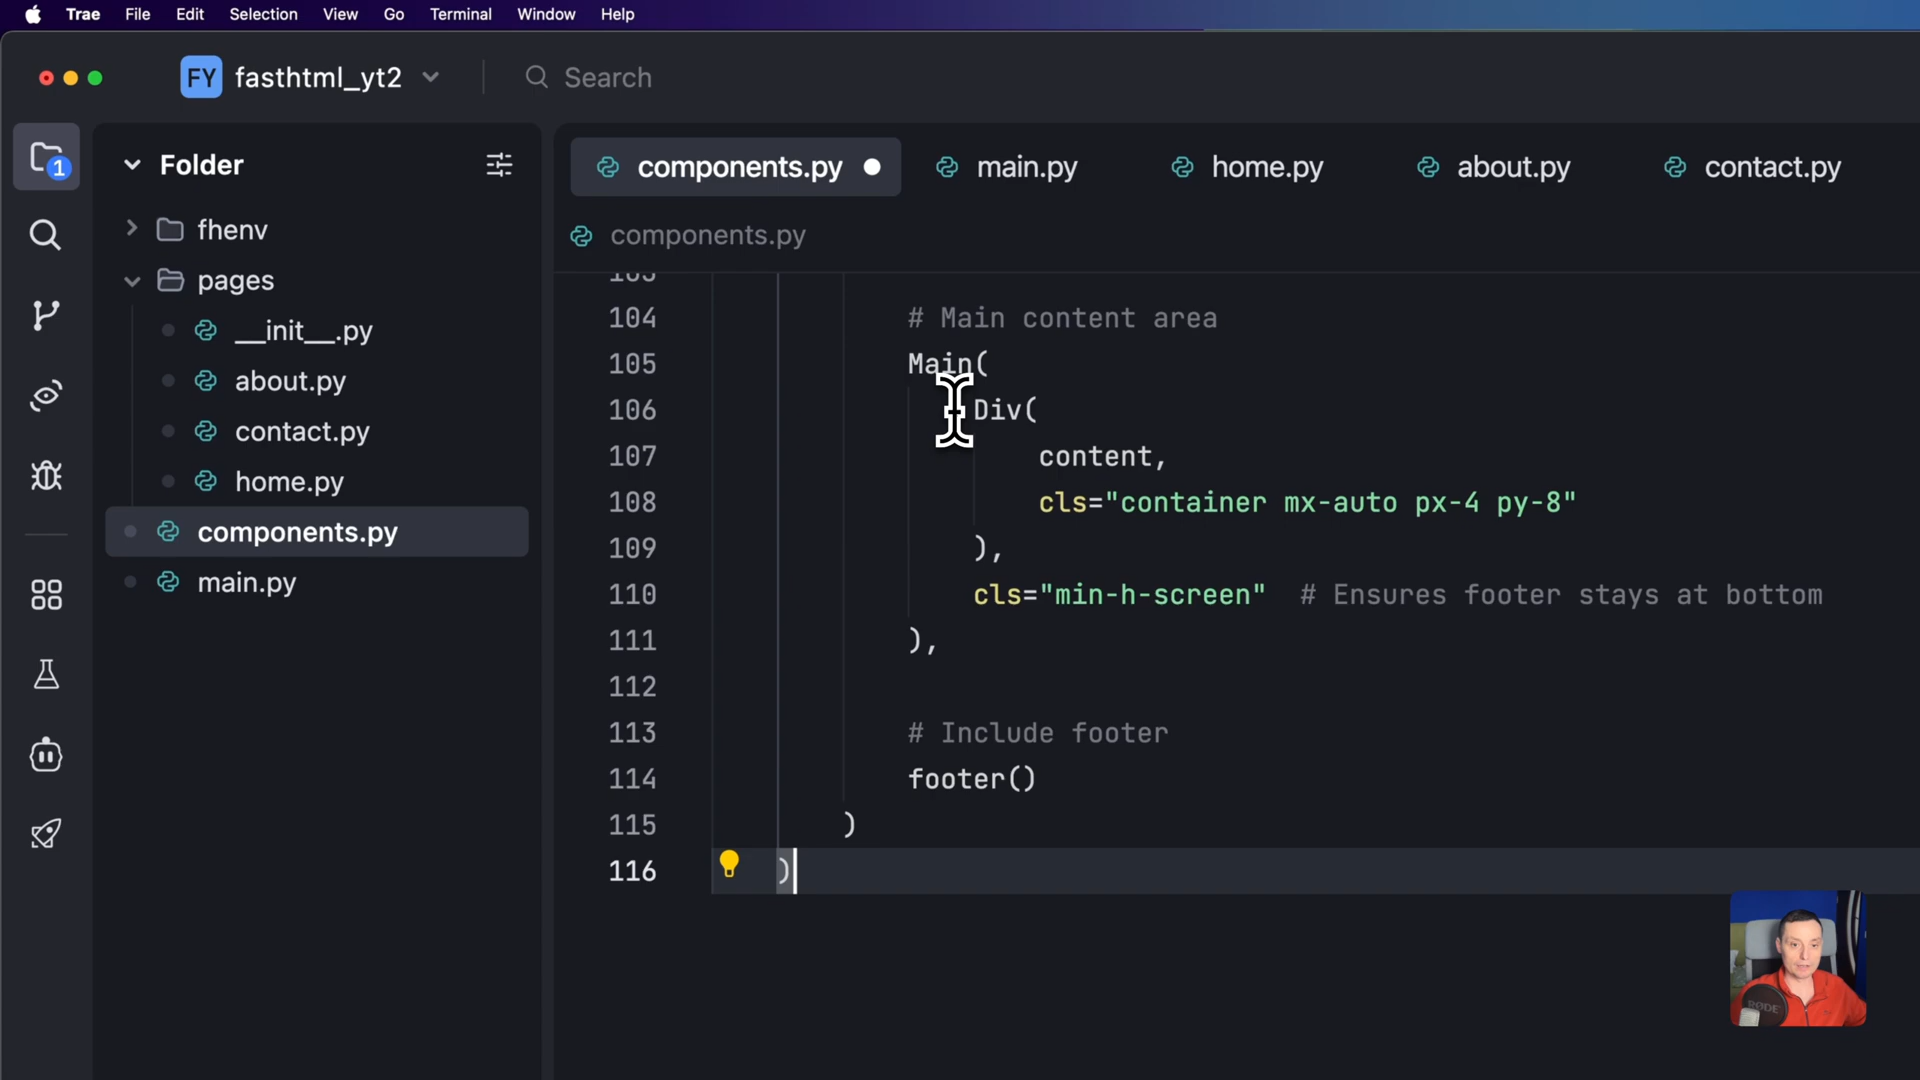 Trae File Edit Selection View Go Terminal Window Help
FY fasthtml_yt2 Search
1
Folder
fhenv
pages
__init__.py
about.py
contact.py
home.py
components.py
main.py
components.py main.py home.py about.py contact.py
components.py
103
104 # Main content area
105 Main(
106 Div(
107 content,
108 cls="container mx-auto px-4 py-8"
109 ),
110 cls="min-h-screen" # Ensures footer stays at bottom
111 ),
112
113 # Include footer
114 footer()
115 )
116 )
RØDE